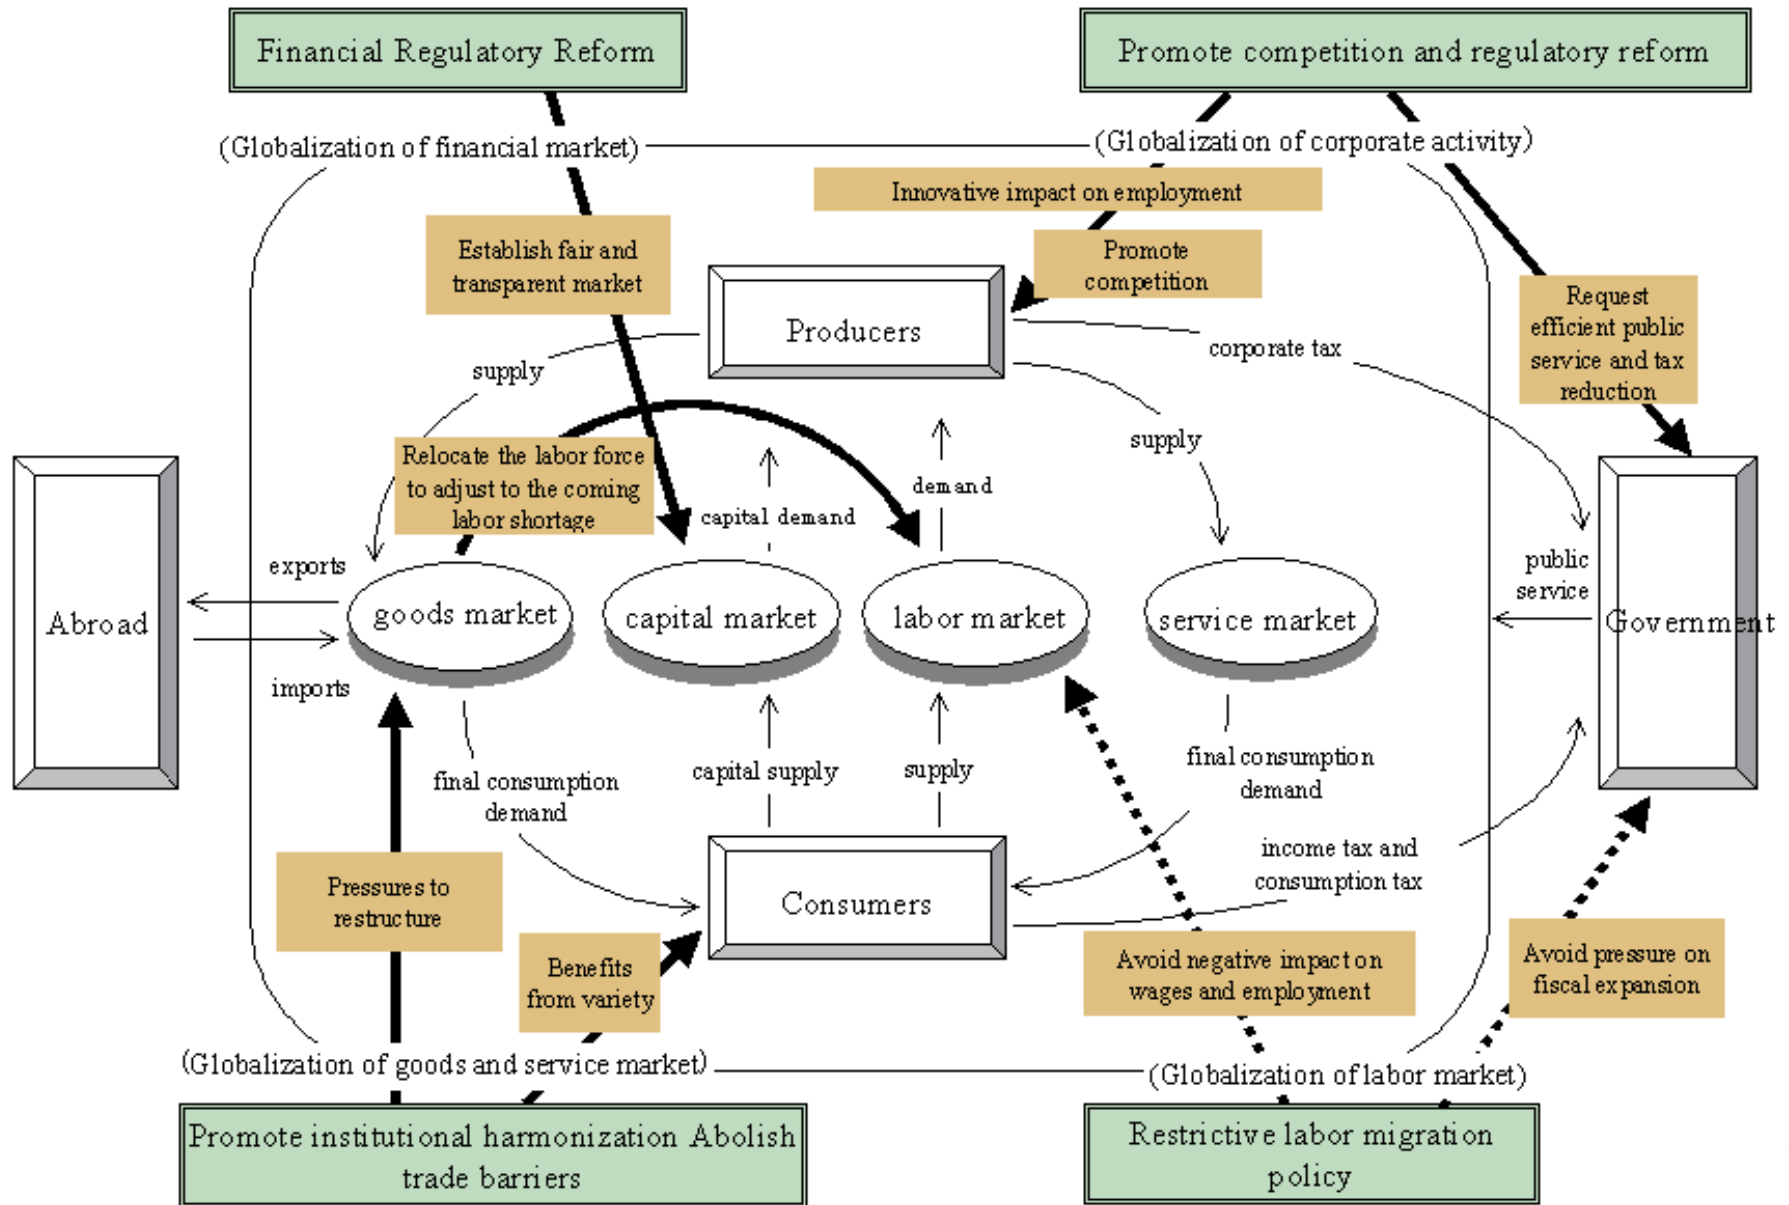 Financial Regulatory Reform
Promote competition and regulatory reform
(Globalization of financial market)
(Globalization of corporate activity)
Innovative impact on employment
Establish fair and
transparent market
Promote
competition
Request
efficient public
service and tax
reduction
Producers
corporate tax
supply
supply
Relocate the labor force
to adjust to the coming
labor shortage
demand
capital demand
exports
public
service
goods market
capital market
labor market
service market
Abroad
Government
imports
final consumption
demand
capital supply
supply
final consumption
demand
income tax and
consumption tax
Pressures to
restructure
Consumers
Benefits
from variety
Avoid negative impact on
wages and employment
Avoid pressure on
fiscal expansion
(Globalization of goods and service market)
(Globalization of labor market)
Promote institutional harmonization Abolish
trade barriers
Restrictive labor migration
policy